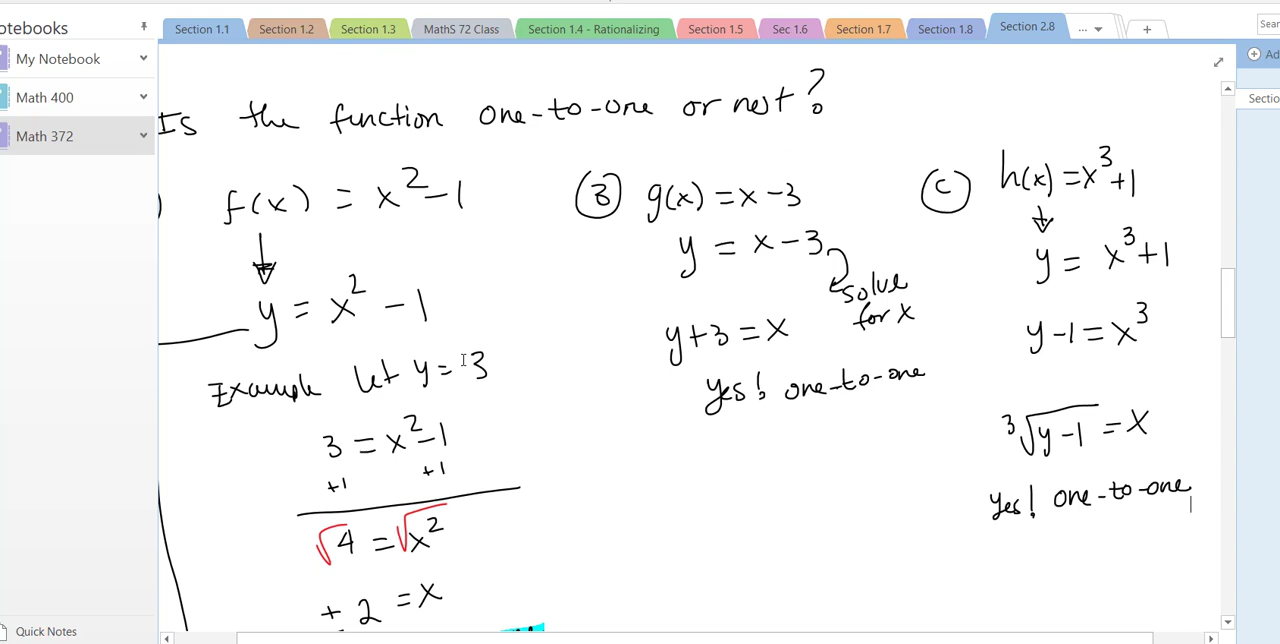 otebooks
My Notebook
Math 400
Math 372
Quick Notes
Section 1.1
Section 1.2
Section 1.3
MathS 72 Class
Section 1.4 - Rationalizing
Section 1.5
Sec 1.6
Section 1.7
Section 1.8
Section 2.8
...
+
Sear
Ad
Sectio
Is the function one-to-one or not?
)
f(x) = x² - 1
y = x² - 1
Example let y = 3
3 = x² - 1
+1 +1
√4 = √x²
± 2 = x
(B) g(x) = x - 3
y = x - 3
solve
for x
y + 3 = x
yes! one-to-one
(C) h(x) = x³ + 1
y = x³ + 1
y - 1 = x³
³√y - 1 = x
yes! one-to-one